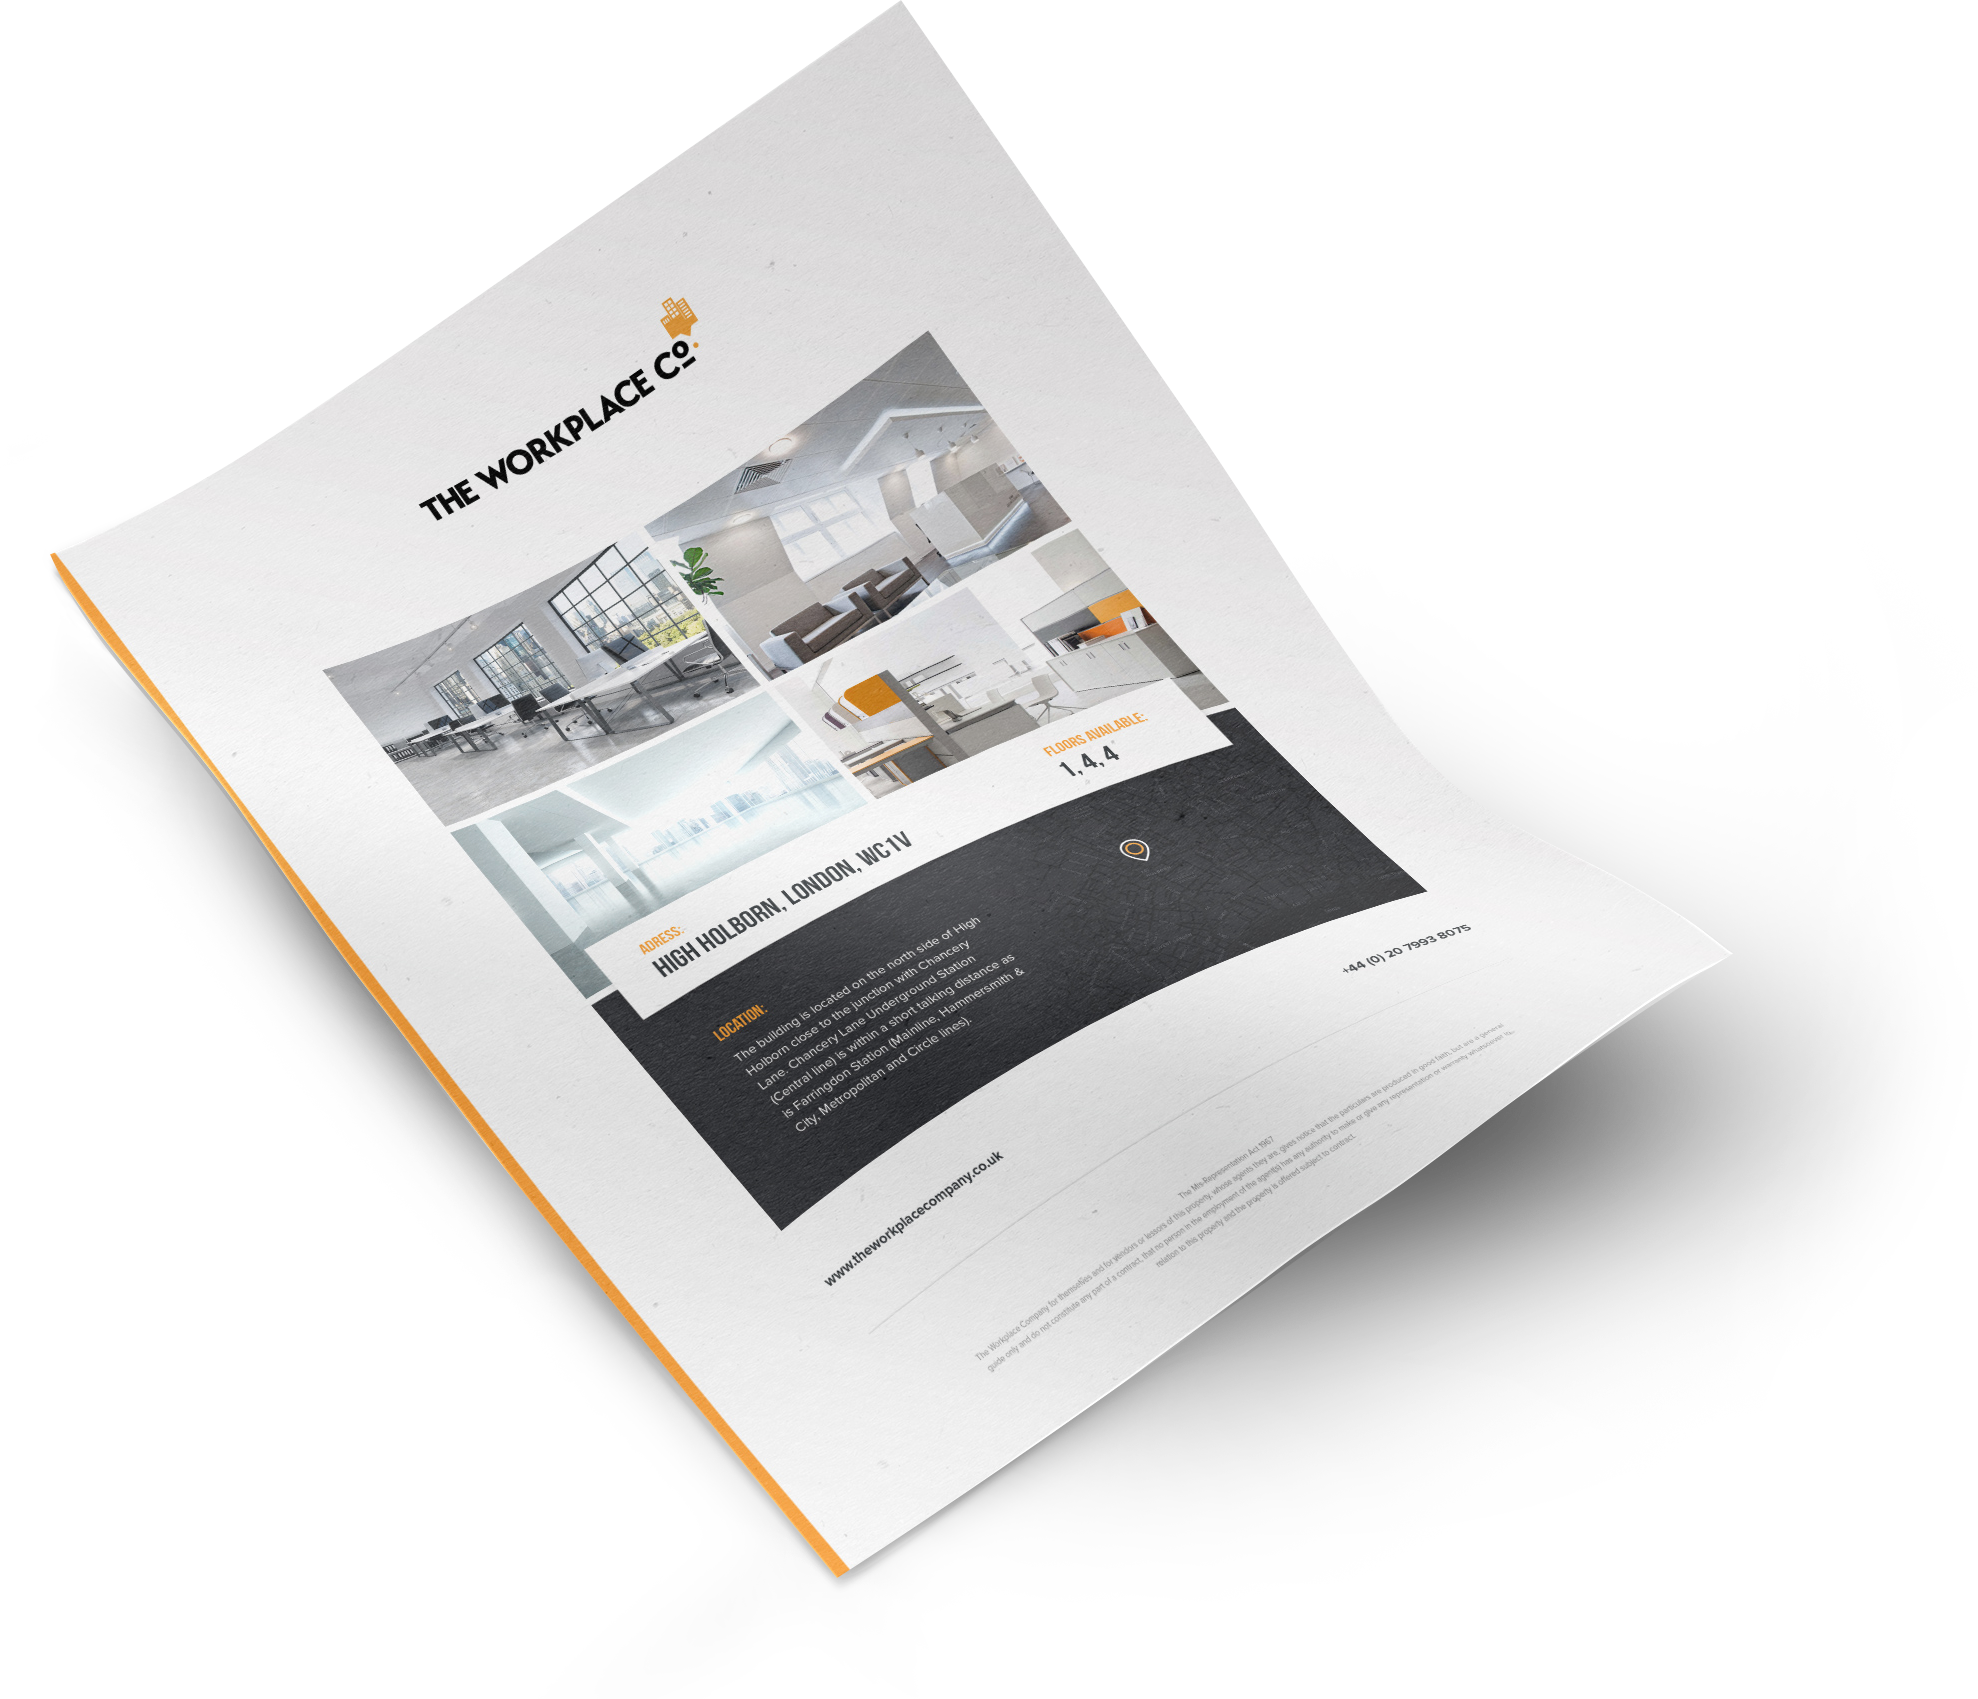 THE WORKPLACE Co.
FLOORS AVAILABLE:
1, 4, 4
ADRESS:
HIGH HOLBORN, LONDON, WC1V
LOCATION:
The building is located on the north side of High
Holborn close to the junction with Chancery
Lane. Chancery Lane Underground Station
(Central line) is within a short talking distance as
is Farringdon Station (Mainline, Hammersmith &
City, Metropolitan and Circle lines).
www.theworkplacecompany.co.uk
+44 (0) 20 7993 8075
The Mis-Representation Act 1967
The Workplace Company for themselves and for vendors or lessors of this property, whose agents they are, gives notice that the particulars are produced in good faith, but are a general
guide only and do not constitute any part of a contract, that no person in the employment of the agent(s) has any authority to make or give any representation or warranty whatsoever in
relation to this property and the property is offered subject to contract.